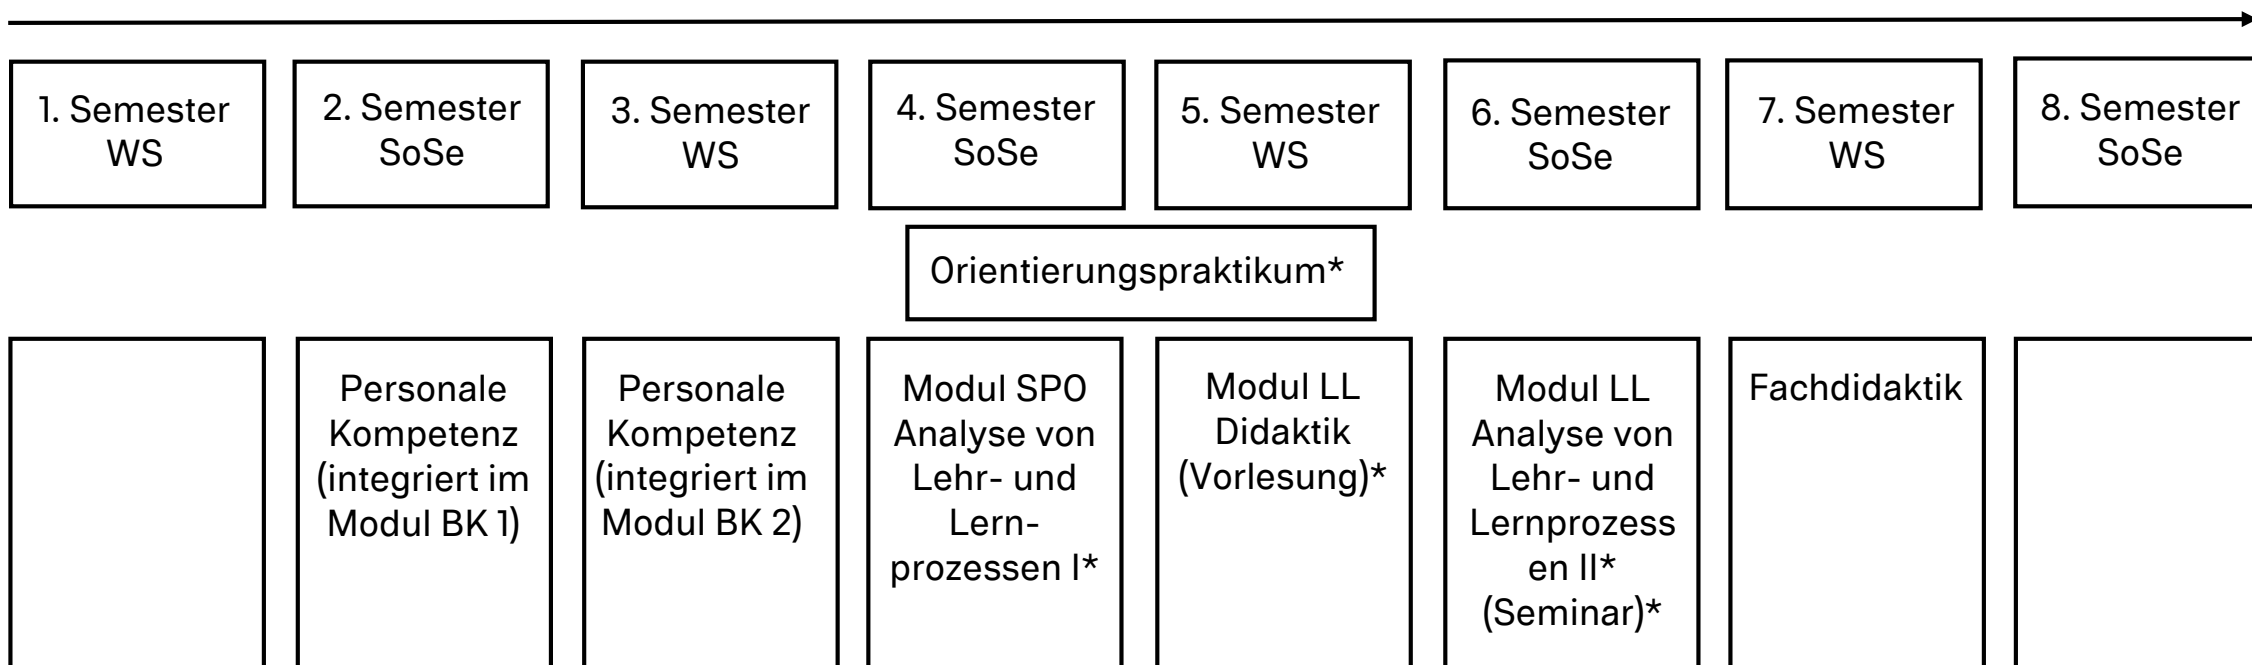 1. Semester
WS
2. Semester
SoSe
3. Semester
WS
4. Semester
SoSe
5. Semester
WS
6. Semester
SoSe
7. Semester
WS
8. Semester
SoSe
Orientierungspraktikum*
Personale
Kompetenz
(integriert im
Modul BK 1)
Personale
Kompetenz
(integriert im
Modul BK 2)
Modul SPO
Analyse von
Lehr- und
Lern-
prozessen I*
Modul LL
Didaktik
(Vorlesung)*
Modul LL
Analyse von
Lehr- und
Lernprozess
en II*
(Seminar)*
Fachdidaktik